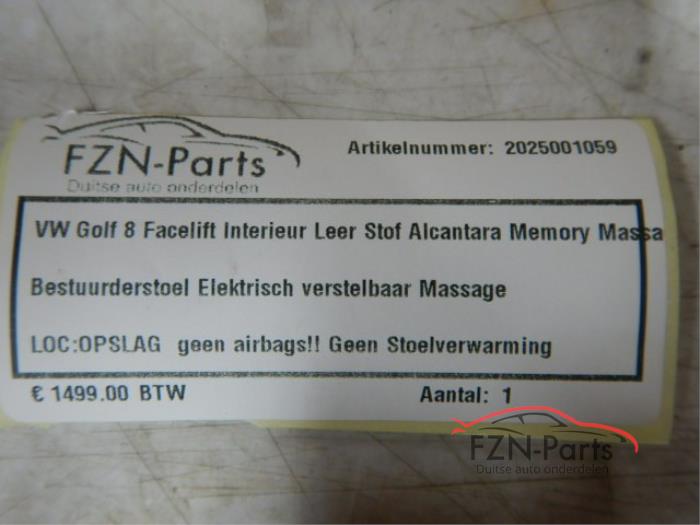 FZN-Parts
Duitse auto onderdelen
Artikelnummer: 2025001059
VW Golf 8 Facelift Interieur Leer Stof Alcantara Memory Massa
Bestuurderstoel Elektrisch verstelbaar Massage
LOC:OPSLAG geen airbags!! Geen Stoelverwarming
€ 1499.00 BTW
Aantal: 1
FZN-Parts
Duitse auto onderdelen